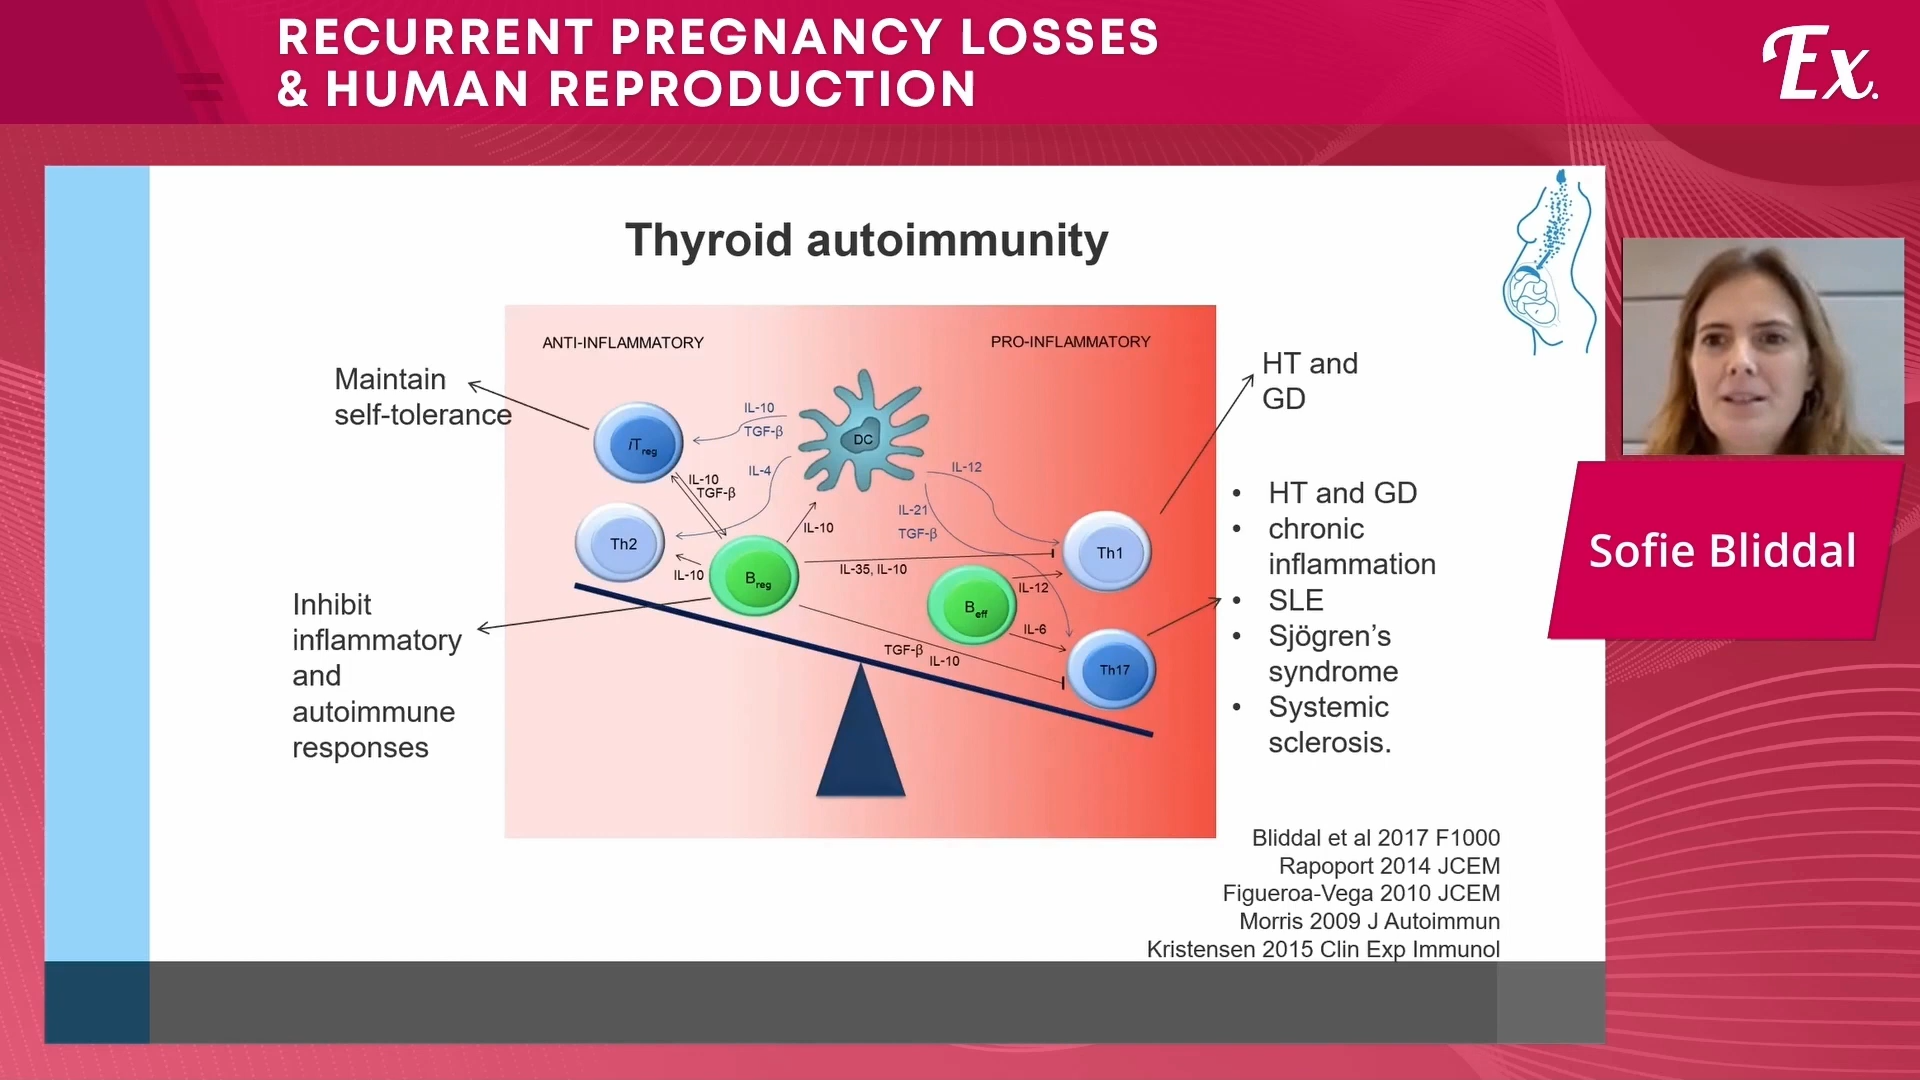 RECURRENT PREGNANCY LOSSES
& HUMAN REPRODUCTION
Ex.
Thyroid autoimmunity
ANTI-INFLAMMATORY
PRO-INFLAMMATORY
Maintain
self-tolerance
HT and
GD
IL-10
TGF-β
DC
iTreg
IL-4
IL-12
IL-10
TGF-β
IL-21
TGF-β
IL-10
Th2
Th1
IL-10
Breg
IL-35, IL-10
IL-12
Beff
IL-6
TGF-β
IL-10
Th17
Inhibit
inflammatory
and
autoimmune
responses
• HT and GD
• chronic
inflammation
• SLE
• Sjögren’s
syndrome
• Systemic
sclerosis.
Sofie Bliddal
Bliddal et al 2017 F1000
Rapoport 2014 JCEM
Figueroa-Vega 2010 JCEM
Morris 2009 J Autoimmun
Kristensen 2015 Clin Exp Immunol